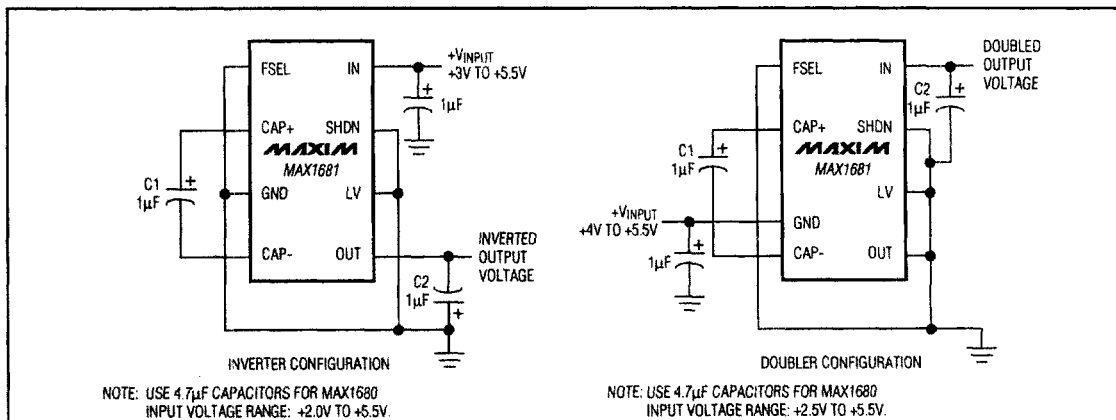 FSEL
IN
+VINPUT
+3V TO +5.5V
1µF
CAP+
SHDN
MAXIM
MAX1681
C1
1µF
GND
LV
CAP-
OUT
INVERTED
OUTPUT
VOLTAGE
C2
1µF
INVERTER CONFIGURATION
NOTE: USE 4.7µF CAPACITORS FOR MAX1680
INPUT VOLTAGE RANGE: +2.0V TO +5.5V.
FSEL
IN
DOUBLED
OUTPUT
VOLTAGE
C2
1µF
CAP+
SHDN
MAXIM
MAX1681
C1
1µF
LV
+VINPUT
+4V TO +5.5V
GND
1µF
CAP-
OUT
DOUBLER CONFIGURATION
NOTE: USE 4.7µF CAPACITORS FOR MAX1680
INPUT VOLTAGE RANGE: +2.5V TO +5.5V.